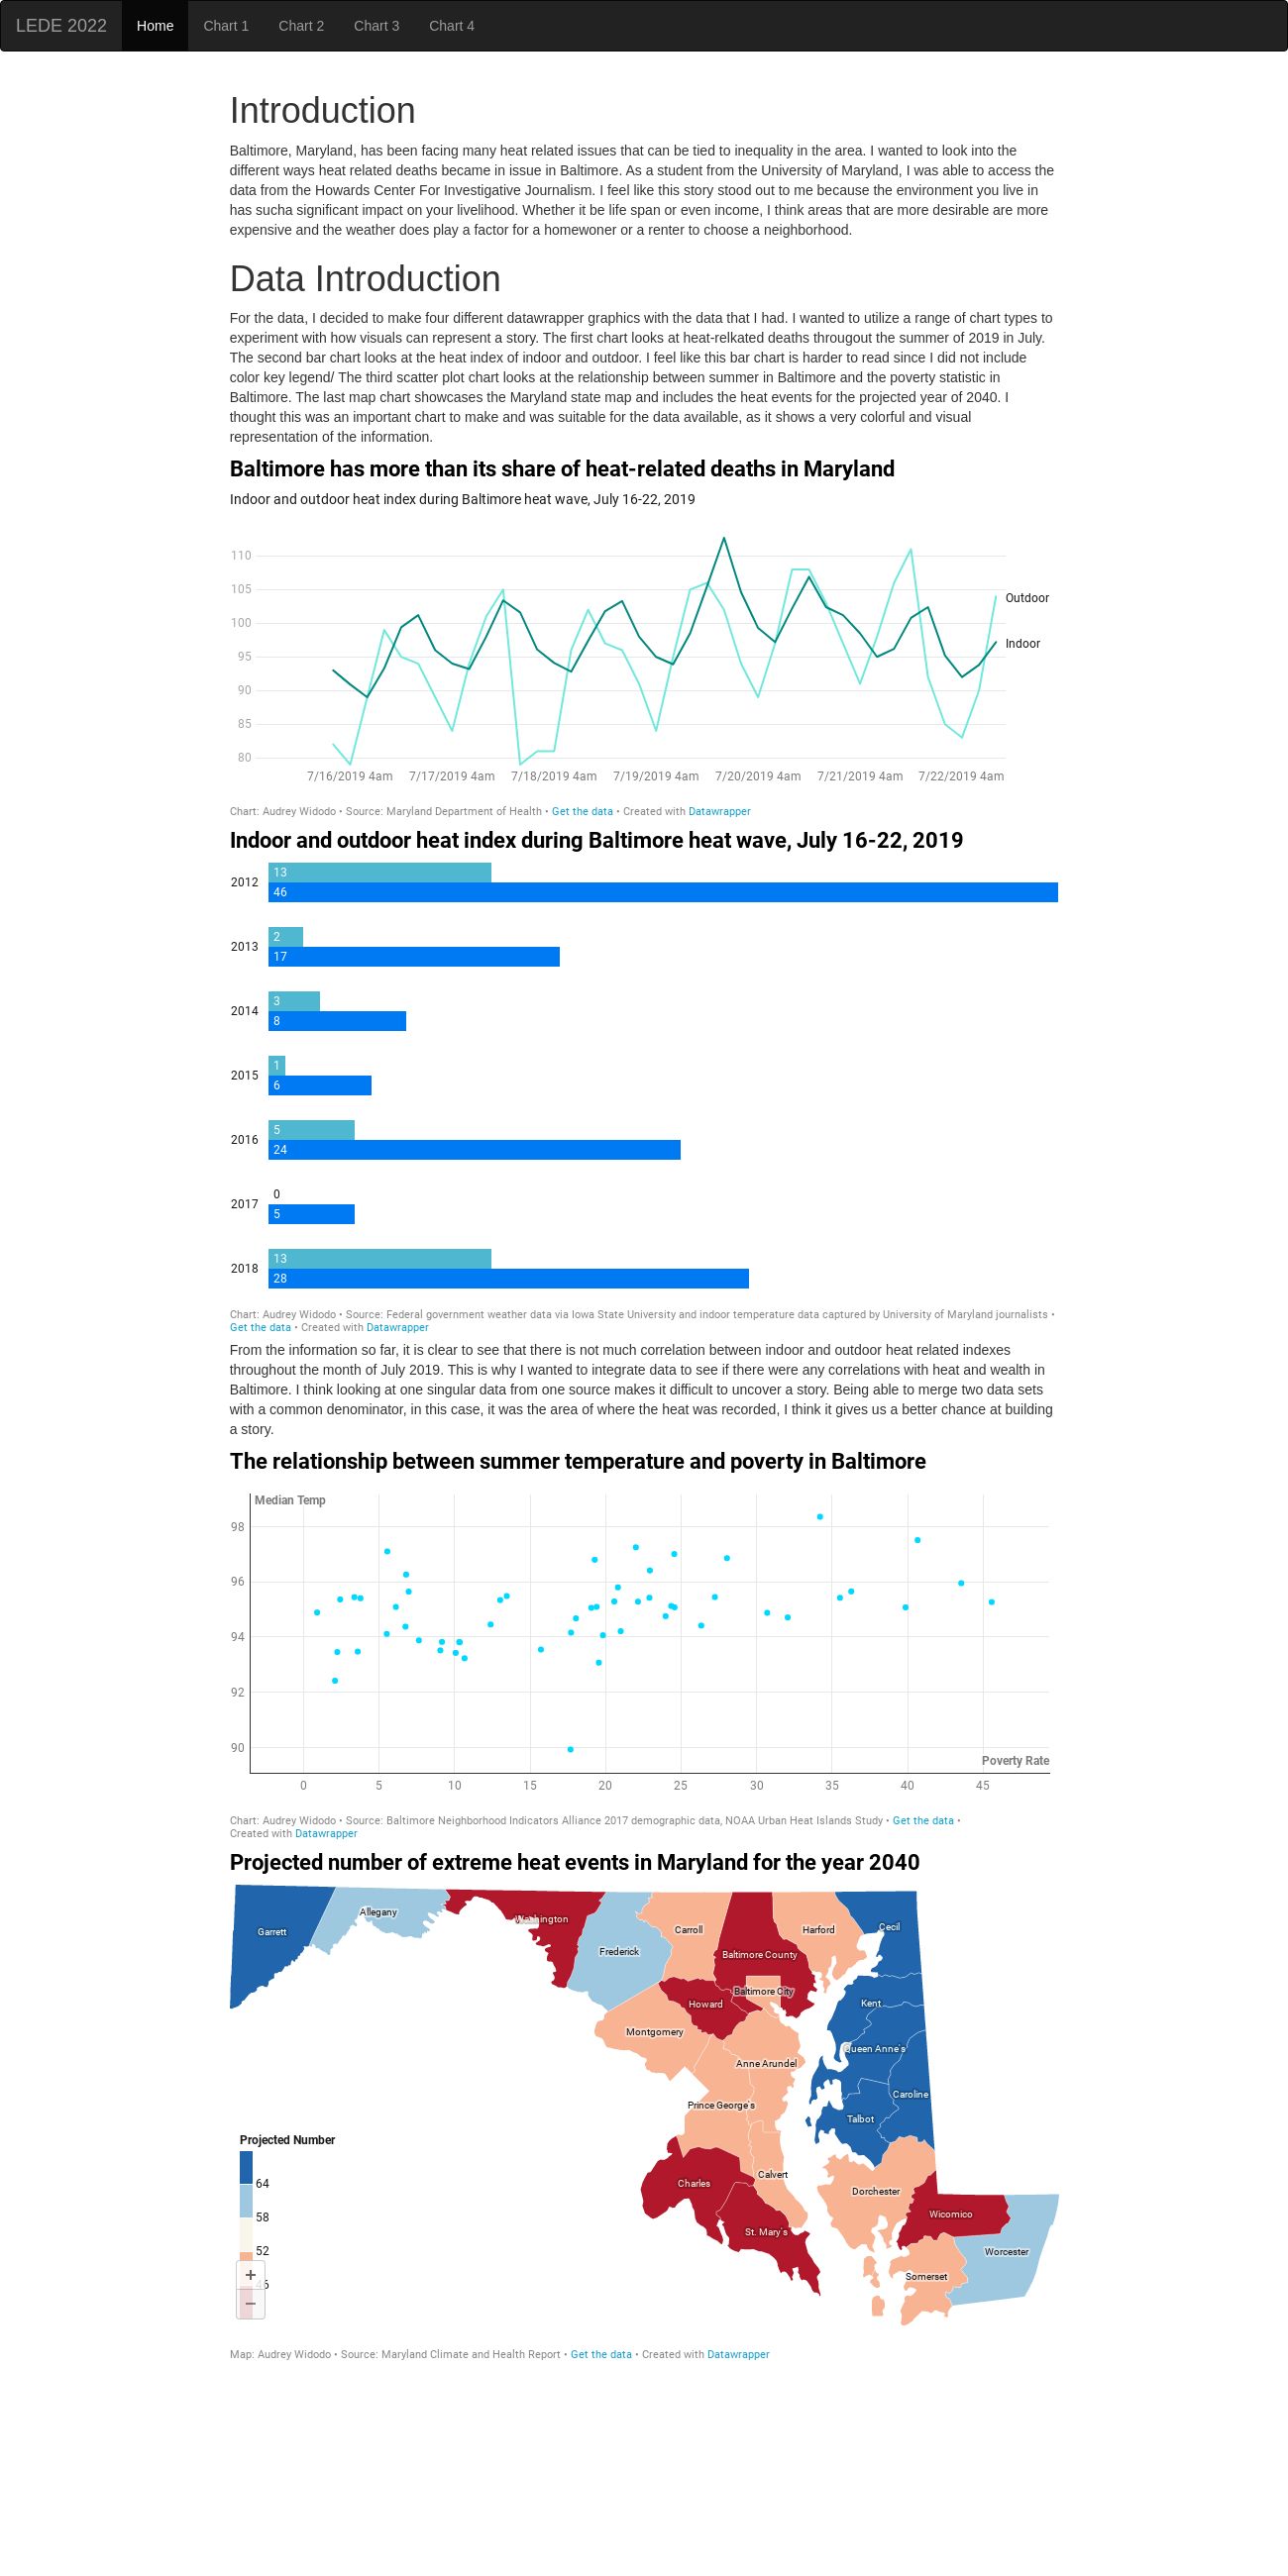 LEDE 2022 Home Chart 1 Chart 2 Chart 3 Chart 4
Introduction
Baltimore, Maryland, has been facing many heat related issues that can be tied to inequality in the area. I wanted to look into the
different ways heat related deaths became in issue in Baltimore. As a student from the University of Maryland, I was able to access the
data from the Howards Center For Investigative Journalism. I feel like this story stood out to me because the environment you live in
has sucha significant impact on your livelihood. Whether it be life span or even income, I think areas that are more desirable are more
expensive and the weather does play a factor for a homewoner or a renter to choose a neighborhood.
Data Introduction
For the data, I decided to make four different datawrapper graphics with the data that I had. I wanted to utilize a range of chart types to
experiment with how visuals can represent a story. The first chart looks at heat-relkated deaths througout the summer of 2019 in July.
The second bar chart looks at the heat index of indoor and outdoor. I feel like this bar chart is harder to read since I did not include
color key legend/ The third scatter plot chart looks at the relationship between summer in Baltimore and the poverty statistic in
Baltimore. The last map chart showcases the Maryland state map and includes the heat events for the projected year of 2040. I
thought this was an important chart to make and was suitable for the data available, as it shows a very colorful and visual
representation of the information.
Baltimore has more than its share of heat-related deaths in Maryland
Indoor and outdoor heat index during Baltimore heat wave, July 16-22, 2019
110
105
Outdoor
100
Indoor
95
90
85
80
7/16/2019 4am 7/17/2019 4am 7/18/2019 4am 7/19/2019 4am 7/20/2019 4am 7/21/2019 4am 7/22/2019 4am
Chart: Audrey Widodo • Source: Maryland Department of Health • Get the data • Created with Datawrapper
Indoor and outdoor heat index during Baltimore heat wave, July 16-22, 2019
13
2012
46
2
2013
17
3
2014
8
1
2015
6
5
2016
24
0
2017
5
13
2018
28
Chart: Audrey Widodo • Source: Federal government weather data via Iowa State University and indoor temperature data captured by University of Maryland journalists •
Get the data • Created with Datawrapper
From the information so far, it is clear to see that there is not much correlation between indoor and outdoor heat related indexes
throughout the month of July 2019. This is why I wanted to integrate data to see if there were any correlations with heat and wealth in
Baltimore. I think looking at one singular data from one source makes it difficult to uncover a story. Being able to merge two data sets
with a common denominator, in this case, it was the area of where the heat was recorded, I think it gives us a better chance at building
a story.
The relationship between summer temperature and poverty in Baltimore
Median Temp
98
96
94
92
90
Poverty Rate
0 5 10 15 20 25 30 35 40 45
Chart: Audrey Widodo • Source: Baltimore Neighborhood Indicators Alliance 2017 demographic data, NOAA Urban Heat Islands Study • Get the data •
Created with Datawrapper
Projected number of extreme heat events in Maryland for the year 2040
Allegany
Washington
Cecil
Garrett
Carroll
Harford
Frederick
Baltimore County
Baltimore City
Kent
Howard
Montgomery
Queen Anne's
Anne Arundel
Caroline
Prince George's
Talbot
Projected Number
Calvert
64
Charles
Dorchester
Wicomico
58
St. Mary's
52
Worcester
+
Somerset
−
Map: Audrey Widodo • Source: Maryland Climate and Health Report • Get the data • Created with Datawrapper